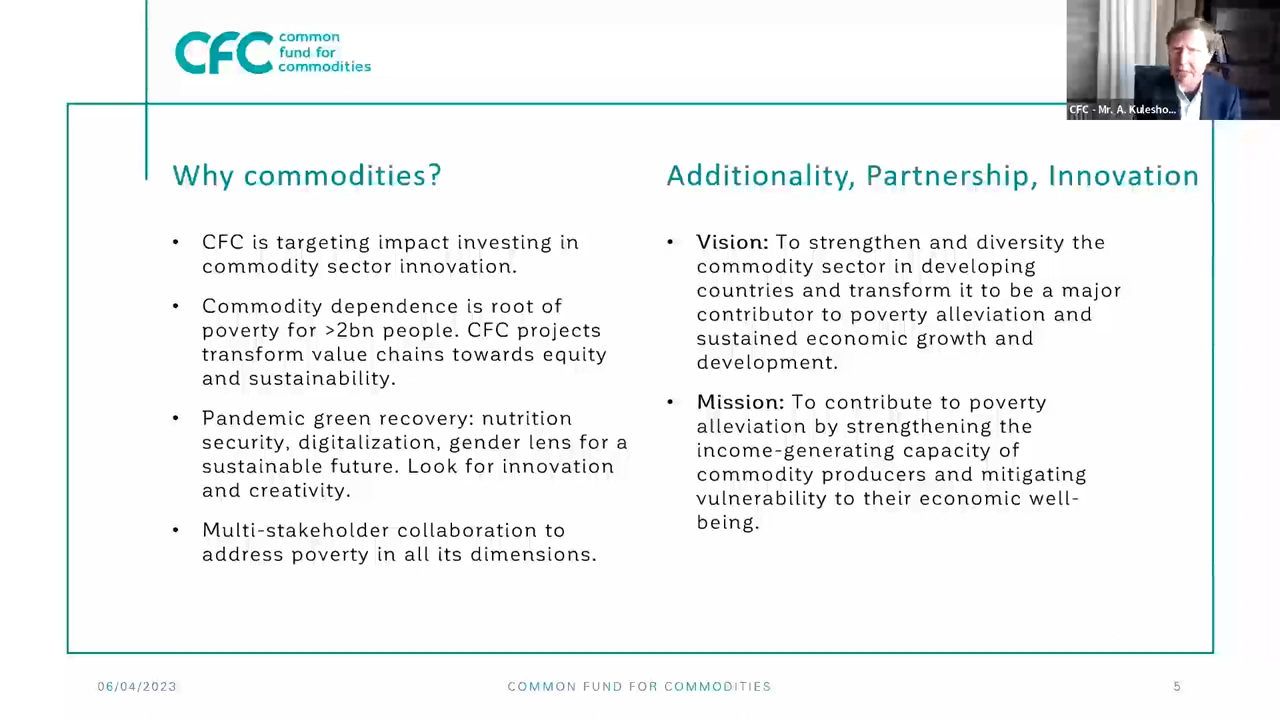 CFC common
fund for
commodities
CFC - Mr. A. Kulesho...
Why commodities?
• CFC is targeting impact investing in
commodity sector innovation.
• Commodity dependence is root of
poverty for >2bn people. CFC projects
transform value chains towards equity
and sustainability.
• Pandemic green recovery: nutrition
security, digitalization, gender lens for a
sustainable future. Look for innovation
and creativity.
• Multi-stakeholder collaboration to
address poverty in all its dimensions.
Additionality, Partnership, Innovation
• Vision: To strengthen and diversity the
commodity sector in developing
countries and transform it to be a major
contributor to poverty alleviation and
sustained economic growth and
development.
• Mission: To contribute to poverty
alleviation by strengthening the
income-generating capacity of
commodity producers and mitigating
vulnerability to their economic well-
being.
06/04/2023
COMMON FUND FOR COMMODITIES
5